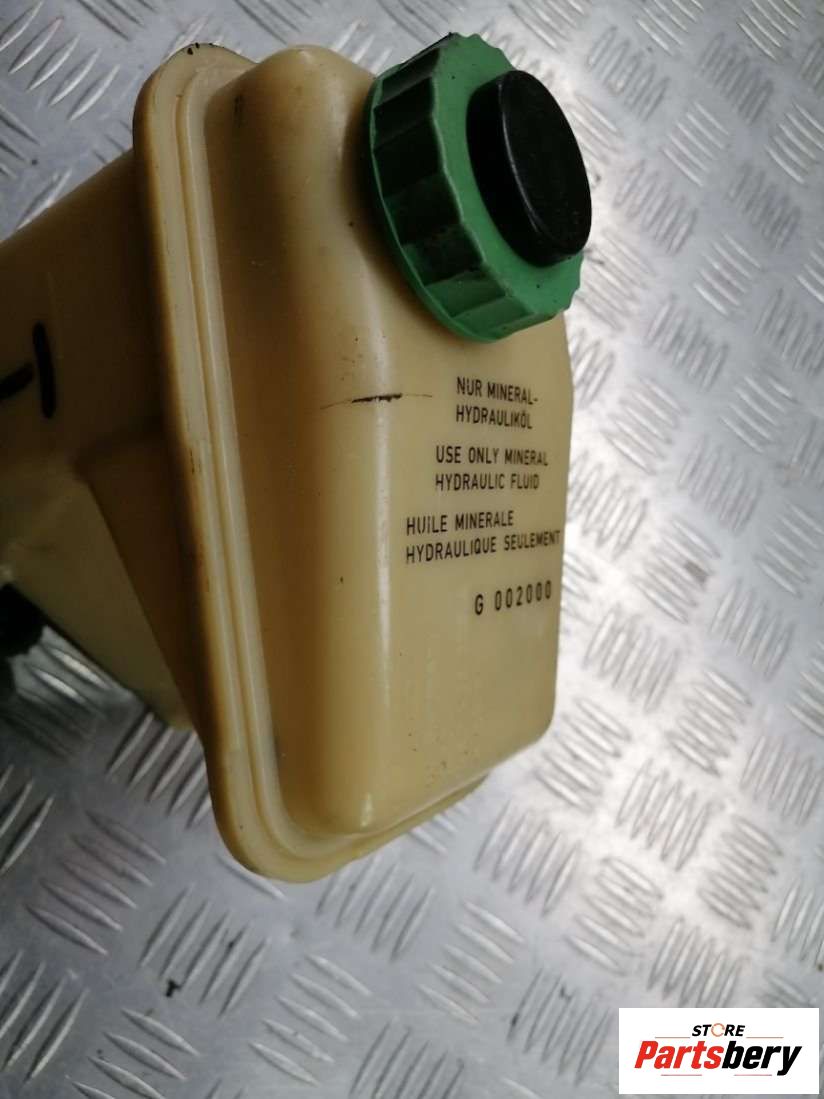 NUR MINERAL-
HYDRAULIKÖL
USE ONLY MINERAL
HYDRAULIC FLUID
HUILE MINERALE
HYDRAULIQUE SEULEMENT
G 002000
STORE
Partsbery